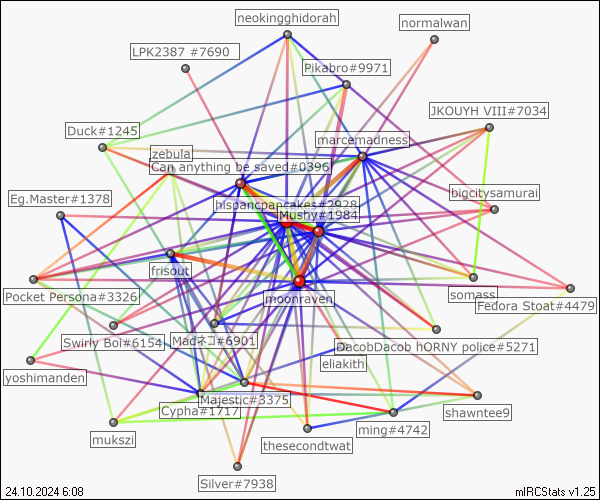 neokingghidorah
normalwan
LPK2387 #7690
Pikabro#9971
JKOUYH VIII#7034
Duck#1245
marcemadness
zebula
Can anything be saved#0396
Eg.Master#1378
bigcitysamurai
hispanicpancakes#2928
Mushy#1984
frisout
moonraven
Pocket Persona#3326
somass
Fedora Stoat#4479
Swirly Boi#6154
Madネコ#6901
DacobDacob hORNY police#5271
eliakith
yoshimanden
Majestic#3375
Cypha#1717
shawntee9
mukszi
ming#4742
thesecondtwat
Silver#7938
24.10.2024 6:08
mIRCStats v1.25